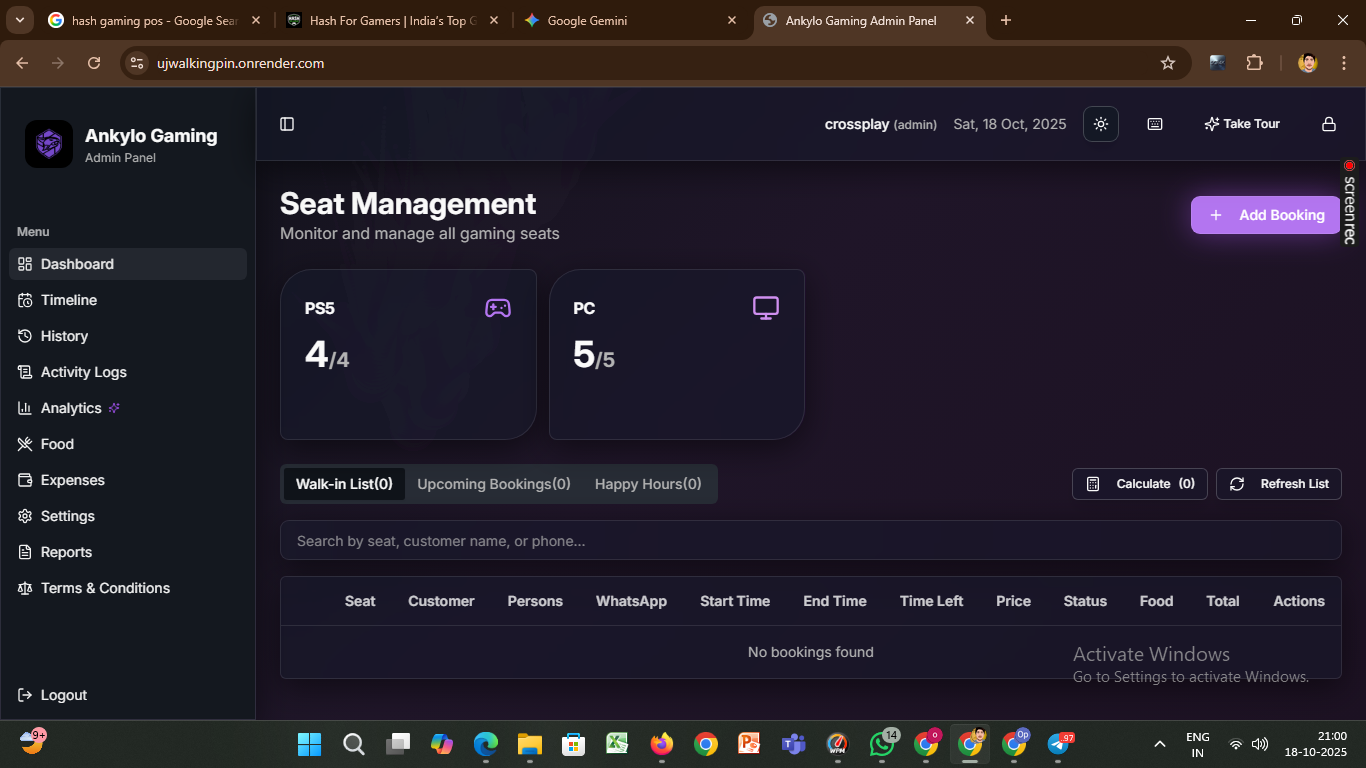 hash gaming pos - Google Sear
Hash For Gamers | India's Top G
Google Gemini
Ankylo Gaming Admin Panel
ujwalkingpin.onrender.com
Ankylo Gaming
Admin Panel
crossplay (admin) Sat, 18 Oct, 2025 Take Tour
screenrec
Seat Management
Monitor and manage all gaming seats
+ Add Booking
Menu
Dashboard
Timeline
History
Activity Logs
Analytics
Food
Expenses
Settings
Reports
Terms & Conditions
Logout
PS5
4/4
PC
5/5
Walk-in List(0) Upcoming Bookings(0) Happy Hours(0)
Calculate (0) Refresh List
Search by seat, customer name, or phone...
Seat Customer Persons WhatsApp Start Time End Time Time Left Price Status Food Total Actions
No bookings found
Activate Windows
Go to Settings to activate Windows.
9+
14
97
ENG
IN
21:00
18-10-2025